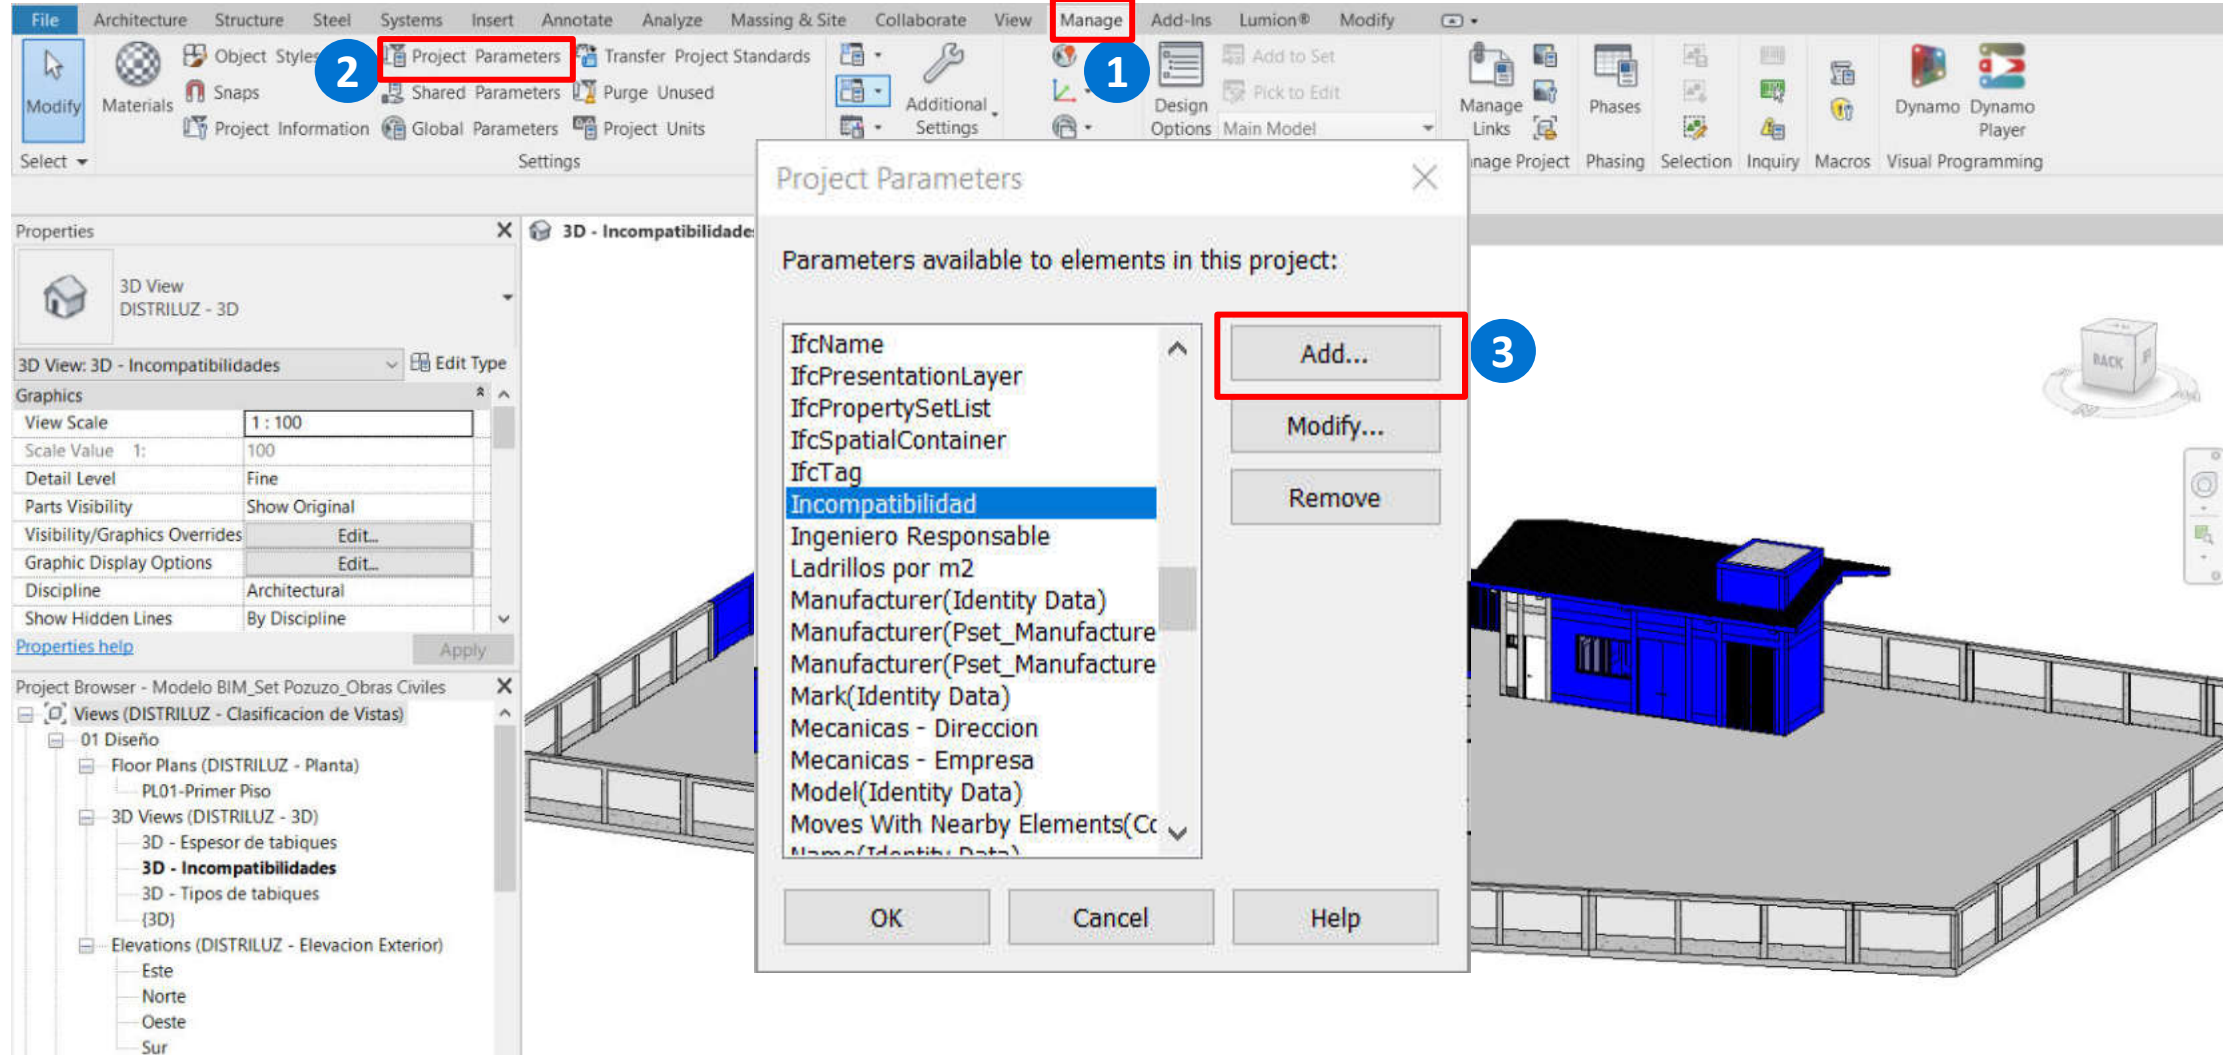 File Architecture Structure Steel Systems Insert Annotate Analyze Massing & Site Collaborate View Manage Add-Ins Lumion® Modify
2
1
Modify
Materials
Object Styles
Snaps
Project Information
Project Parameters
Shared Parameters
Global Parameters
Transfer Project Standards
Purge Unused
Project Units
Additional
Settings
Design
Options
Add to Set
Pick to Edit
Main Model
Manage
Links
Phases
Dynamo
Dynamo
Player
Select
Settings
nage Project
Phasing
Selection
Inquiry
Macros
Visual Programming
Properties
3D View
DISTRILUZ - 3D
3D View: 3D - Incompatibilidades
Edit Type
Graphics
View Scale 1 : 100
Scale Value 1: 100
Detail Level Fine
Parts Visibility Show Original
Visibility/Graphics Overrides Edit...
Graphic Display Options Edit...
Discipline Architectural
Show Hidden Lines By Discipline
Properties help
Apply
Project Browser - Modelo BIM_Set Pozuzo_Obras Civiles
Views (DISTRILUZ - Clasificacion de Vistas)
01 Diseño
Floor Plans (DISTRILUZ - Planta)
PL01-Primer Piso
3D Views (DISTRILUZ - 3D)
3D - Espesor de tabiques
3D - Incompatibilidades
3D - Tipos de tabiques
{3D}
Elevations (DISTRILUZ - Elevacion Exterior)
Este
Norte
Oeste
Sur
3D - Incompatibilidades
Project Parameters
Parameters available to elements in this project:
IfcName
IfcPresentationLayer
IfcPropertySetList
IfcSpatialContainer
IfcTag
Incompatibilidad
Ingeniero Responsable
Ladrillos por m2
Manufacturer(Identity Data)
Manufacturer(Pset_Manufacture
Manufacturer(Pset_Manufacture
Mark(Identity Data)
Mecanicas - Direccion
Mecanicas - Empresa
Model(Identity Data)
Moves With Nearby Elements(Co
Name(Identity Data)
Add...
3
Modify...
Remove
OK
Cancel
Help
BACK